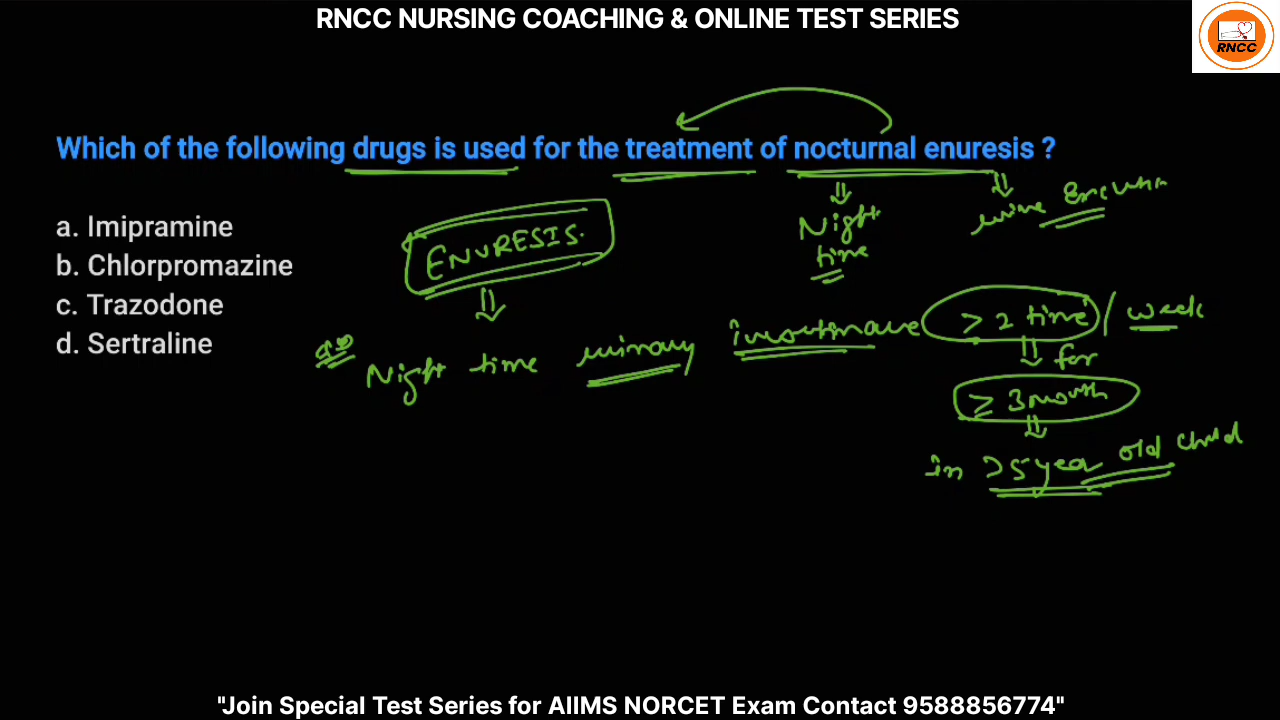 RNCC NURSING COACHING & ONLINE TEST SERIES
RNCC
Which of the following drugs is used for the treatment of nocturnal enuresis ?
a. Imipramine
b. Chlorpromazine
c. Trazodone
d. Sertraline
ENURESIS.
Night
time
urine
Night time urinary
> 2 time / week
for
≥ 3 month
in >5 year old child
"Join Special Test Series for AIIMS NORCET Exam Contact 9588856774"